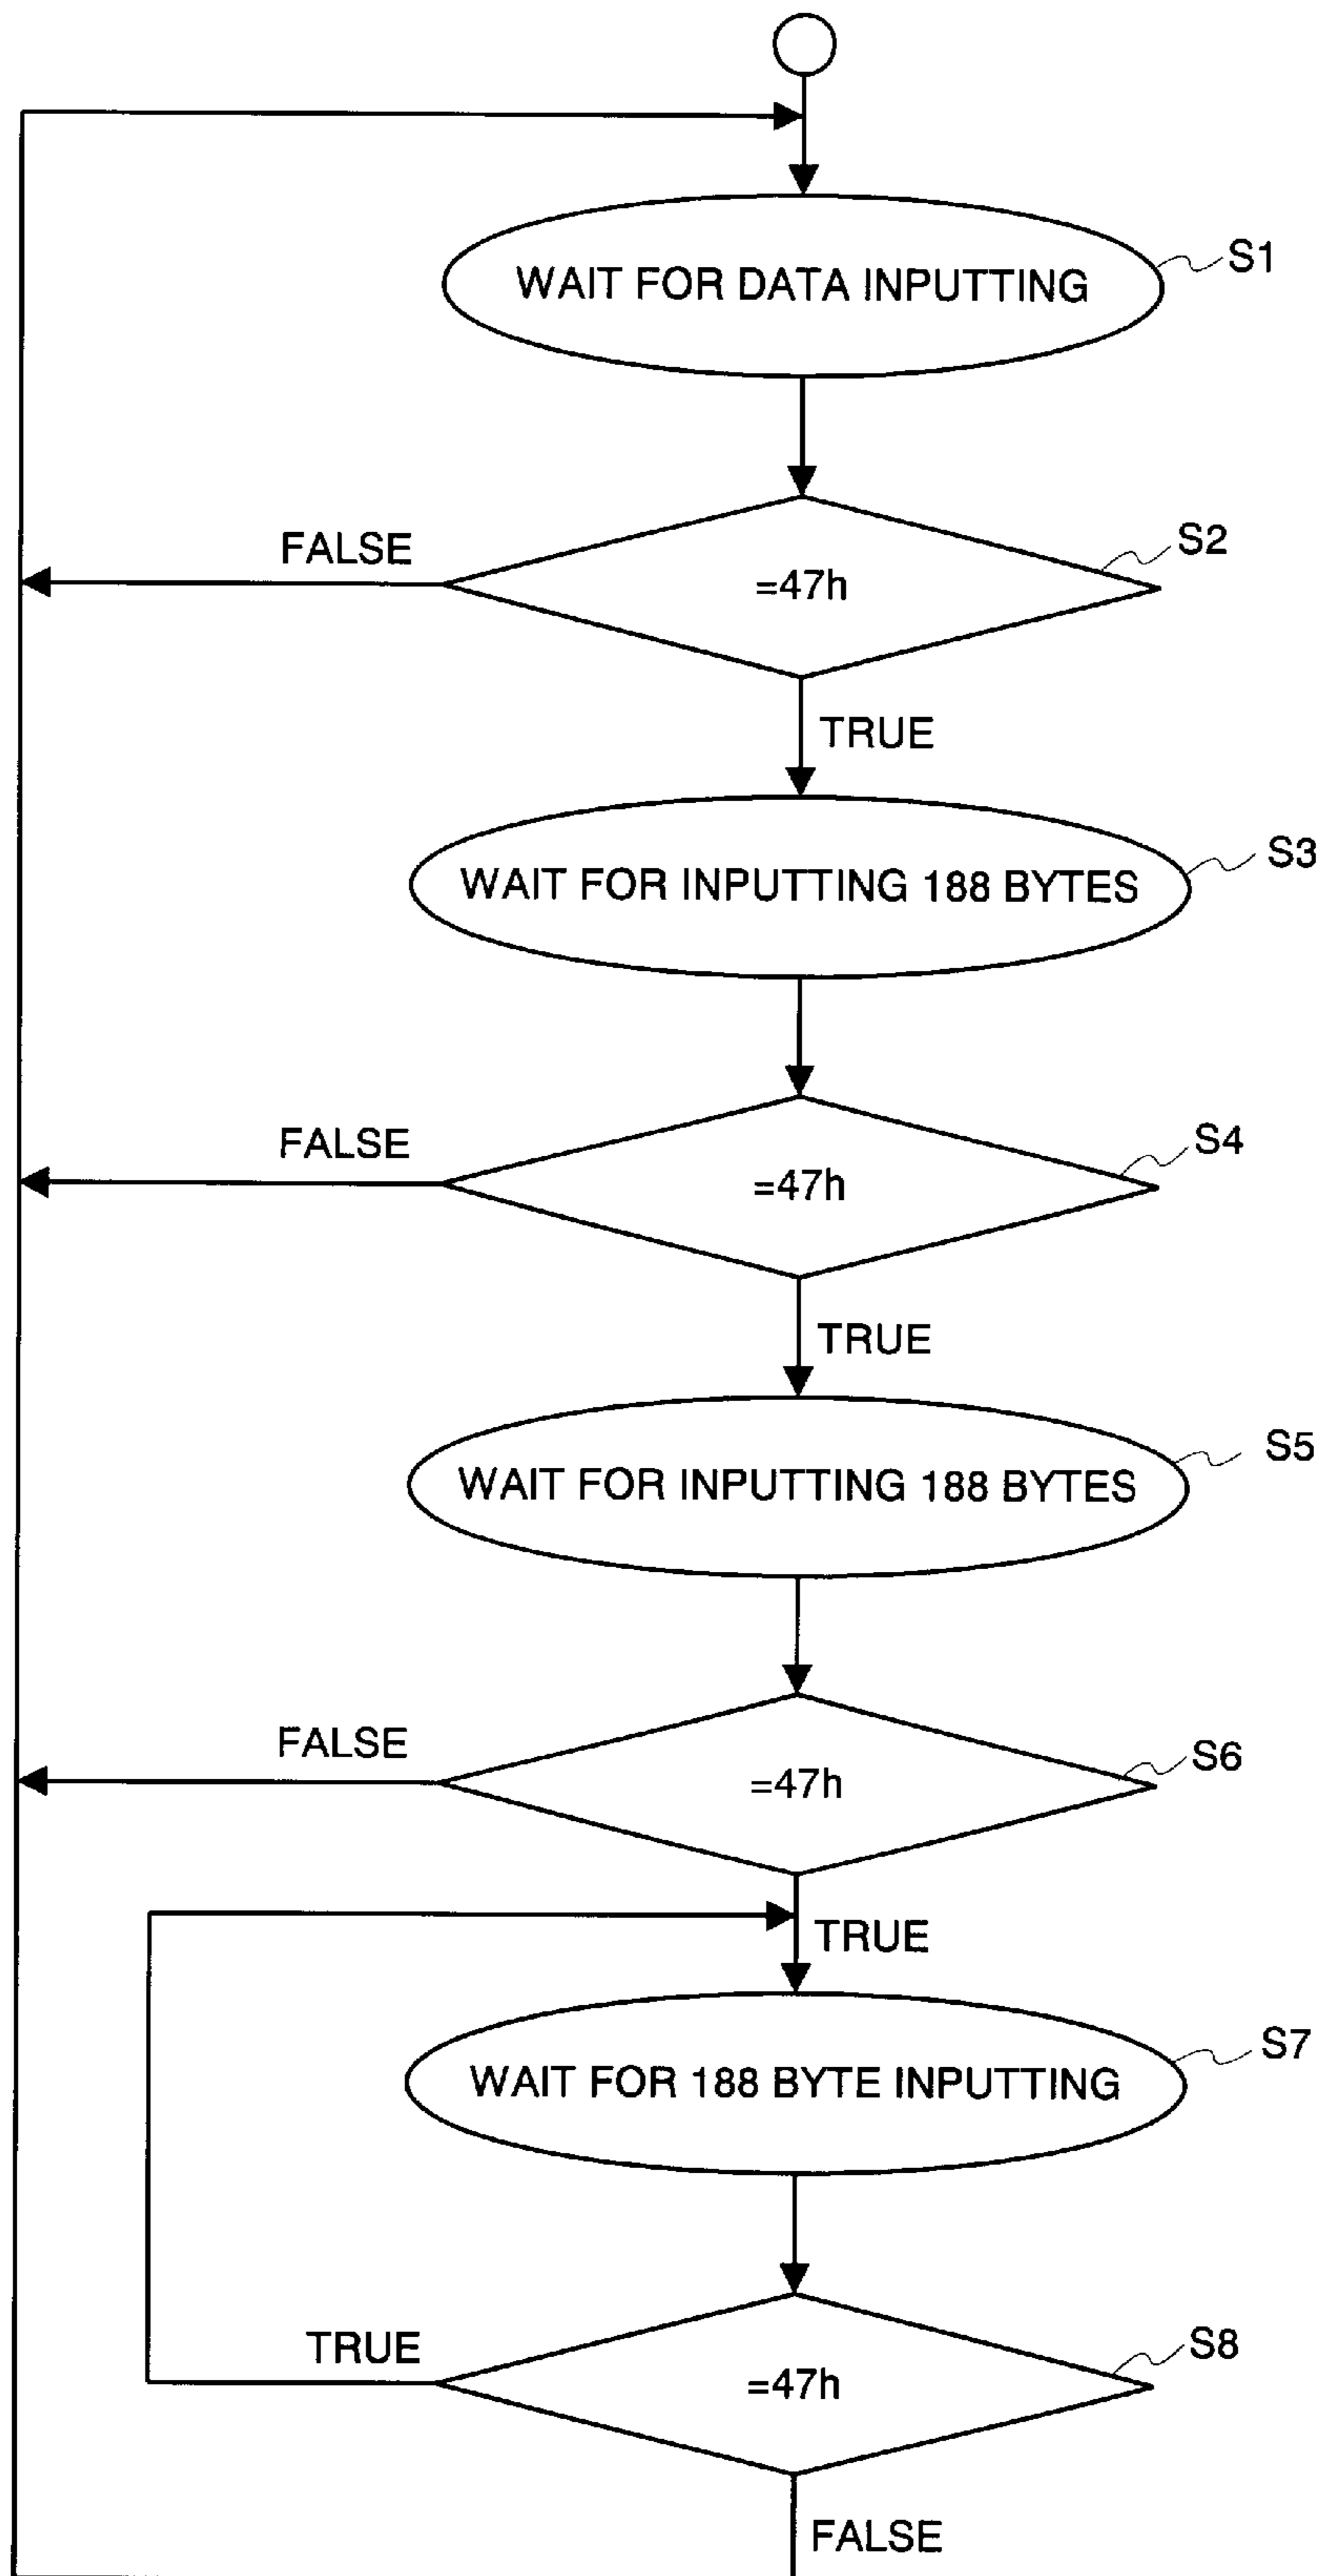 S1
WAIT FOR DATA INPUTTING
S2
FALSE
=47h
TRUE
S3
WAIT FOR INPUTTING 188 BYTES
S4
FALSE
=47h
TRUE
S5
WAIT FOR INPUTTING 188 BYTES
S6
FALSE
=47h
TRUE
S7
WAIT FOR 188 BYTE INPUTTING
S8
TRUE
=47h
FALSE